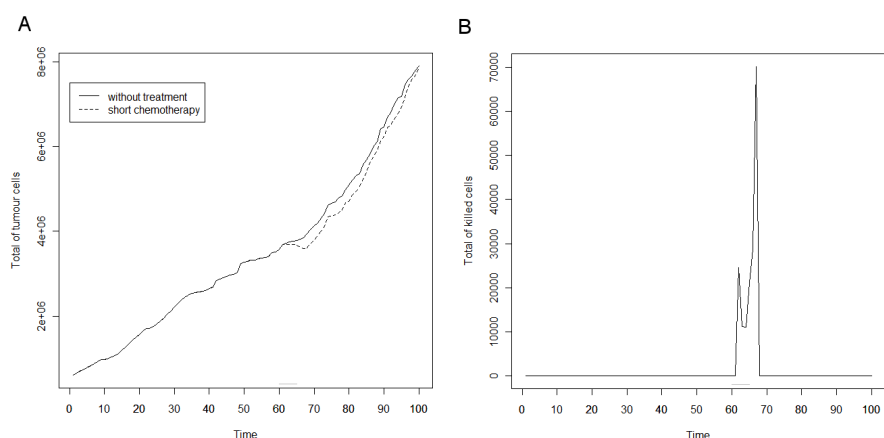 A
Total of tumour cells
8e+06
6e+06
4e+06
2e+06
without treatment
short chemotherapy
0 10 20 30 40 50 60 70 80 90 100
Time
B
Total of killed cells
70000
60000
50000
40000
30000
20000
10000
0
0 10 20 30 40 50 60 70 80 90 100
Time